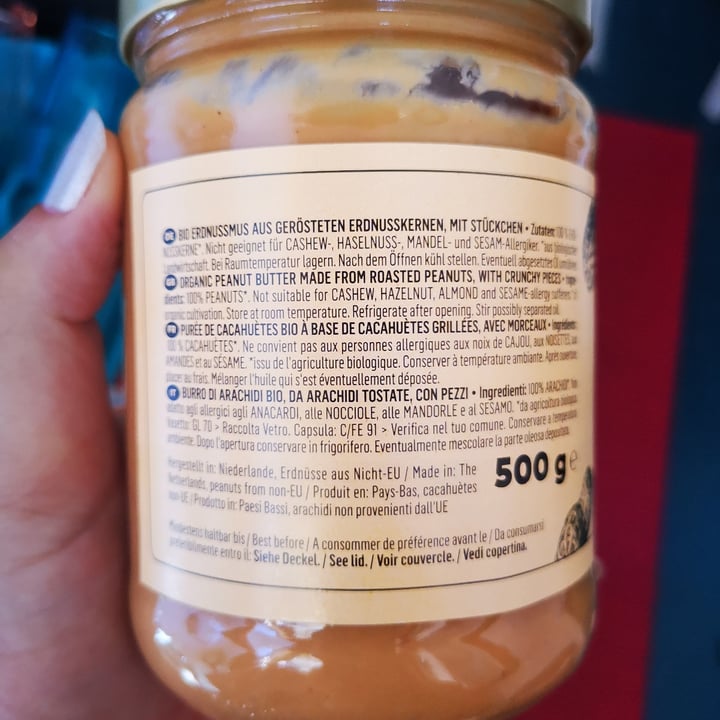 DE BIO ERDNUSSMUS AUS GERÖSTETEN ERDNUSSKERNEN, MIT STÜCKCHEN • Zutaten: 100 %
NUSSKERNE*. Nicht geeignet für CASHEW-, HASELNUSS-, MANDEL- und SESAM-Allergiker. *aus biologischer
Landwirtschaft. Bei Raumtemperatur lagern. Nach dem Öffnen kühl stellen. Eventuell abgesetztes Öl
ORGANIC PEANUT BUTTER MADE FROM ROASTED PEANUTS, WITH CRUNCHY PIECES •
dients: 100% PEANUTS*. Not suitable for CASHEW, HAZELNUT, ALMOND and SESAME-allergy sufferers.
organic cultivation. Store at room temperature. Refrigerate after opening. Stir possibly separated oil.
FR PURÉE DE CACAHUÈTES BIO À BASE DE CACAHUÈTES GRILLÉES, AVEC MORCEAUX • Ingrédients:
100 % CACAHUÈTES*. Ne convient pas aux personnes allergiques aux noix de CAJOU, aux NOISETTES, aux
AMANDES et au SÉSAME. *issu de l'agriculture biologique. Conserver à température ambiante. Après ouverture,
placer au frais. Mélanger l'huile qui s'est éventuellement déposée.
IT BURRO DI ARACHIDI BIO, DA ARACHIDI TOSTATE, CON PEZZI • Ingredienti: 100% ARACHIDI*.
adatto agli allergici agli ANACARDI, alle NOCCIOLE, alle MANDORLE e al SESAMO. *da agricoltura biologica.
Vasetto: GL 70 > Raccolta Vetro. Capsula: C/FE 91 > Verifica nel tuo comune. Conservare a temperatura
ambiente. Dopo l'apertura conservare in frigorifero. Eventualmente mescolare la parte oleosa depositata.
Hergestellt in: Niederlande, Erdnüsse aus Nicht-EU / Made in: The
Netherlands, peanuts from non-EU / Produit en: Pays-Bas, cacahuètes
non-UE / Prodotto in: Paesi Bassi, arachidi non provenienti dall'UE
500 g e
Mindestens haltbar bis / Best before / A consommer de préférence avant le / Da consumarsi
preferibilmente entro il: Siehe Deckel. / See lid. / Voir couvercle. / Vedi copertina.